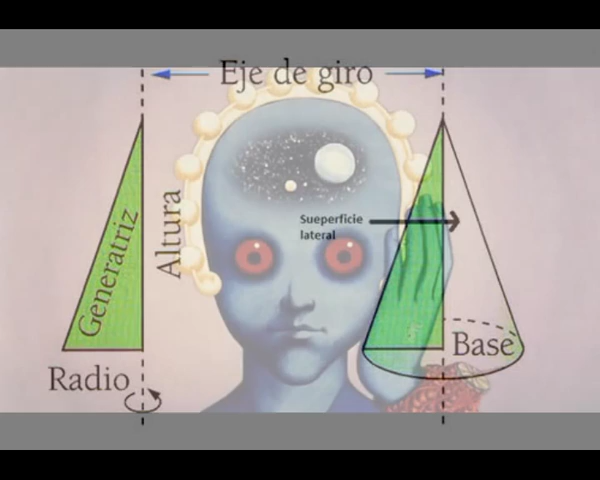 Eje de giro
Generatriz
Altura
Sueperficie
lateral
Base
Radio